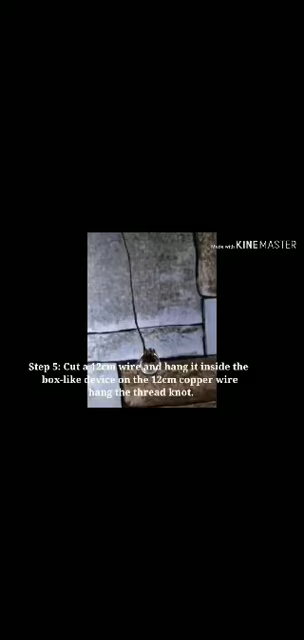 Made with KINEMASTER
Step 5: Cut a 12cm wire and hang it inside the
box-like device on the 12cm copper wire
hang the thread knot.